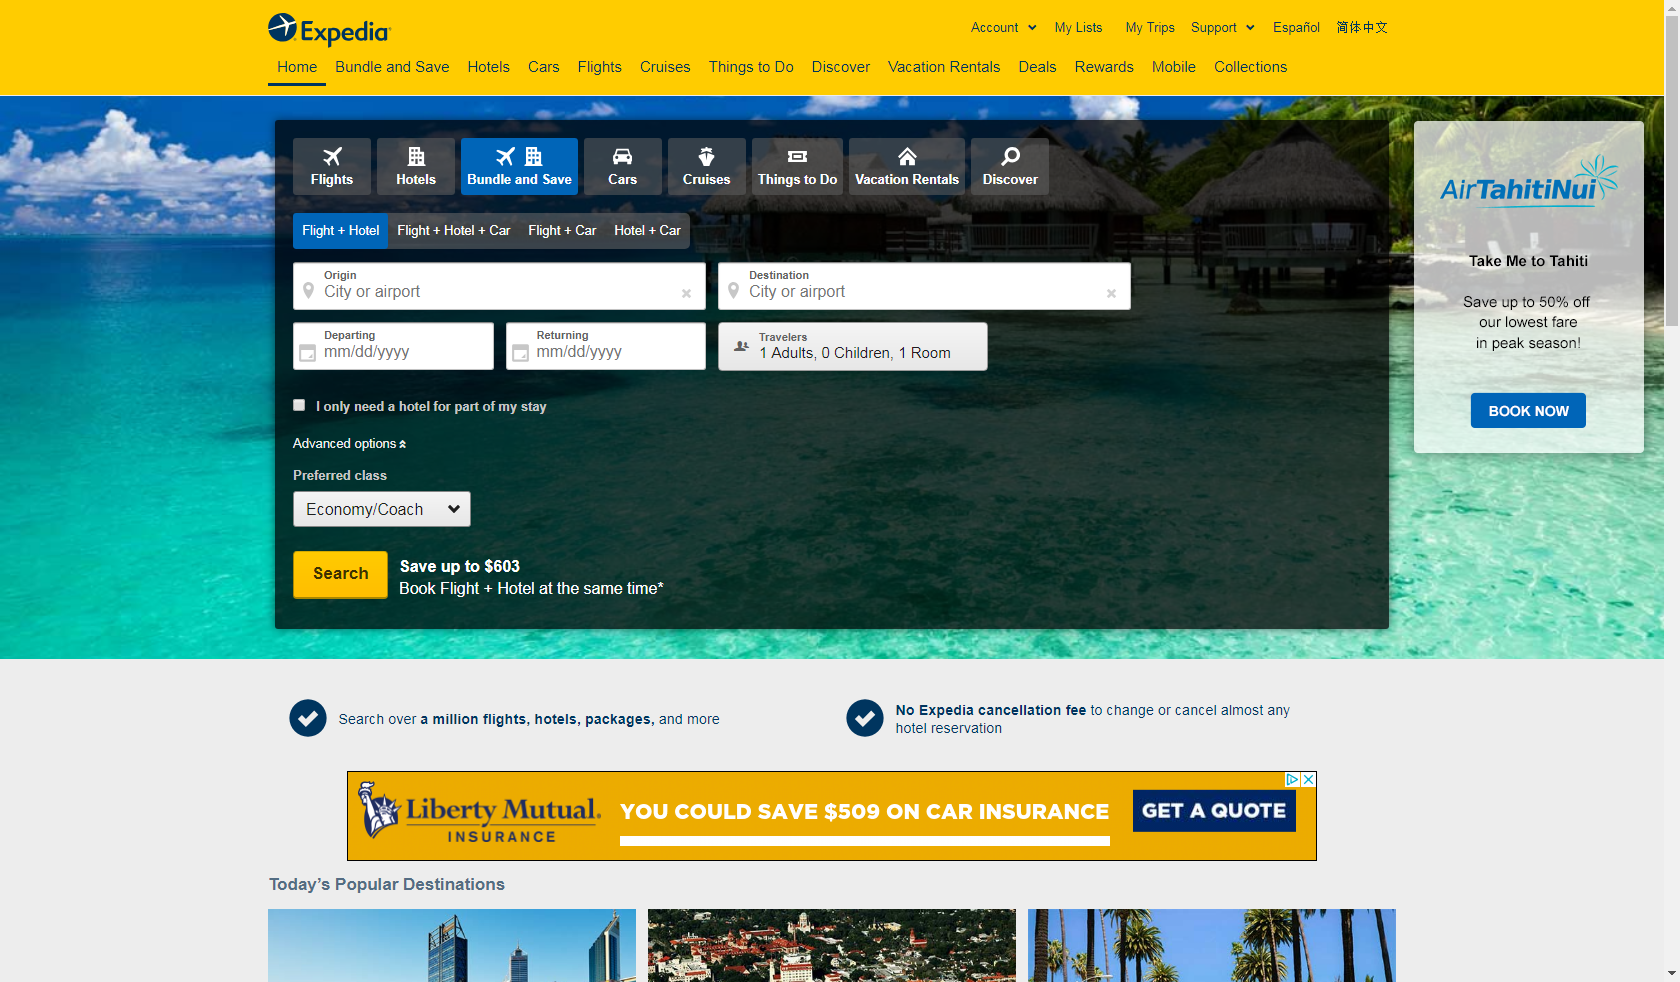 Expedia
Account
My Lists
My Trips
Support
Español
简体中文
Home
Bundle and Save
Hotels
Cars
Flights
Cruises
Things to Do
Discover
Vacation Rentals
Deals
Rewards
Mobile
Collections
Flights
Hotels
Bundle and Save
Cars
Cruises
Things to Do
Vacation Rentals
Discover
Flight + Hotel
Flight + Hotel + Car
Flight + Car
Hotel + Car
Origin
City or airport
Destination
City or airport
Departing
mm/dd/yyyy
Returning
mm/dd/yyyy
Travelers
1 Adults, 0 Children, 1 Room
I only need a hotel for part of my stay
Advanced options
Preferred class
Economy/Coach
Search
Save up to $603
Book Flight + Hotel at the same time*
AirTahitiNui
Take Me to Tahiti
Save up to 50% off
our lowest fare
in peak season!
BOOK NOW
Search over a million flights, hotels, packages, and more
No Expedia cancellation fee to change or cancel almost any
hotel reservation
Liberty Mutual.
INSURANCE
YOU COULD SAVE $509 ON CAR INSURANCE
GET A QUOTE
Today’s Popular Destinations